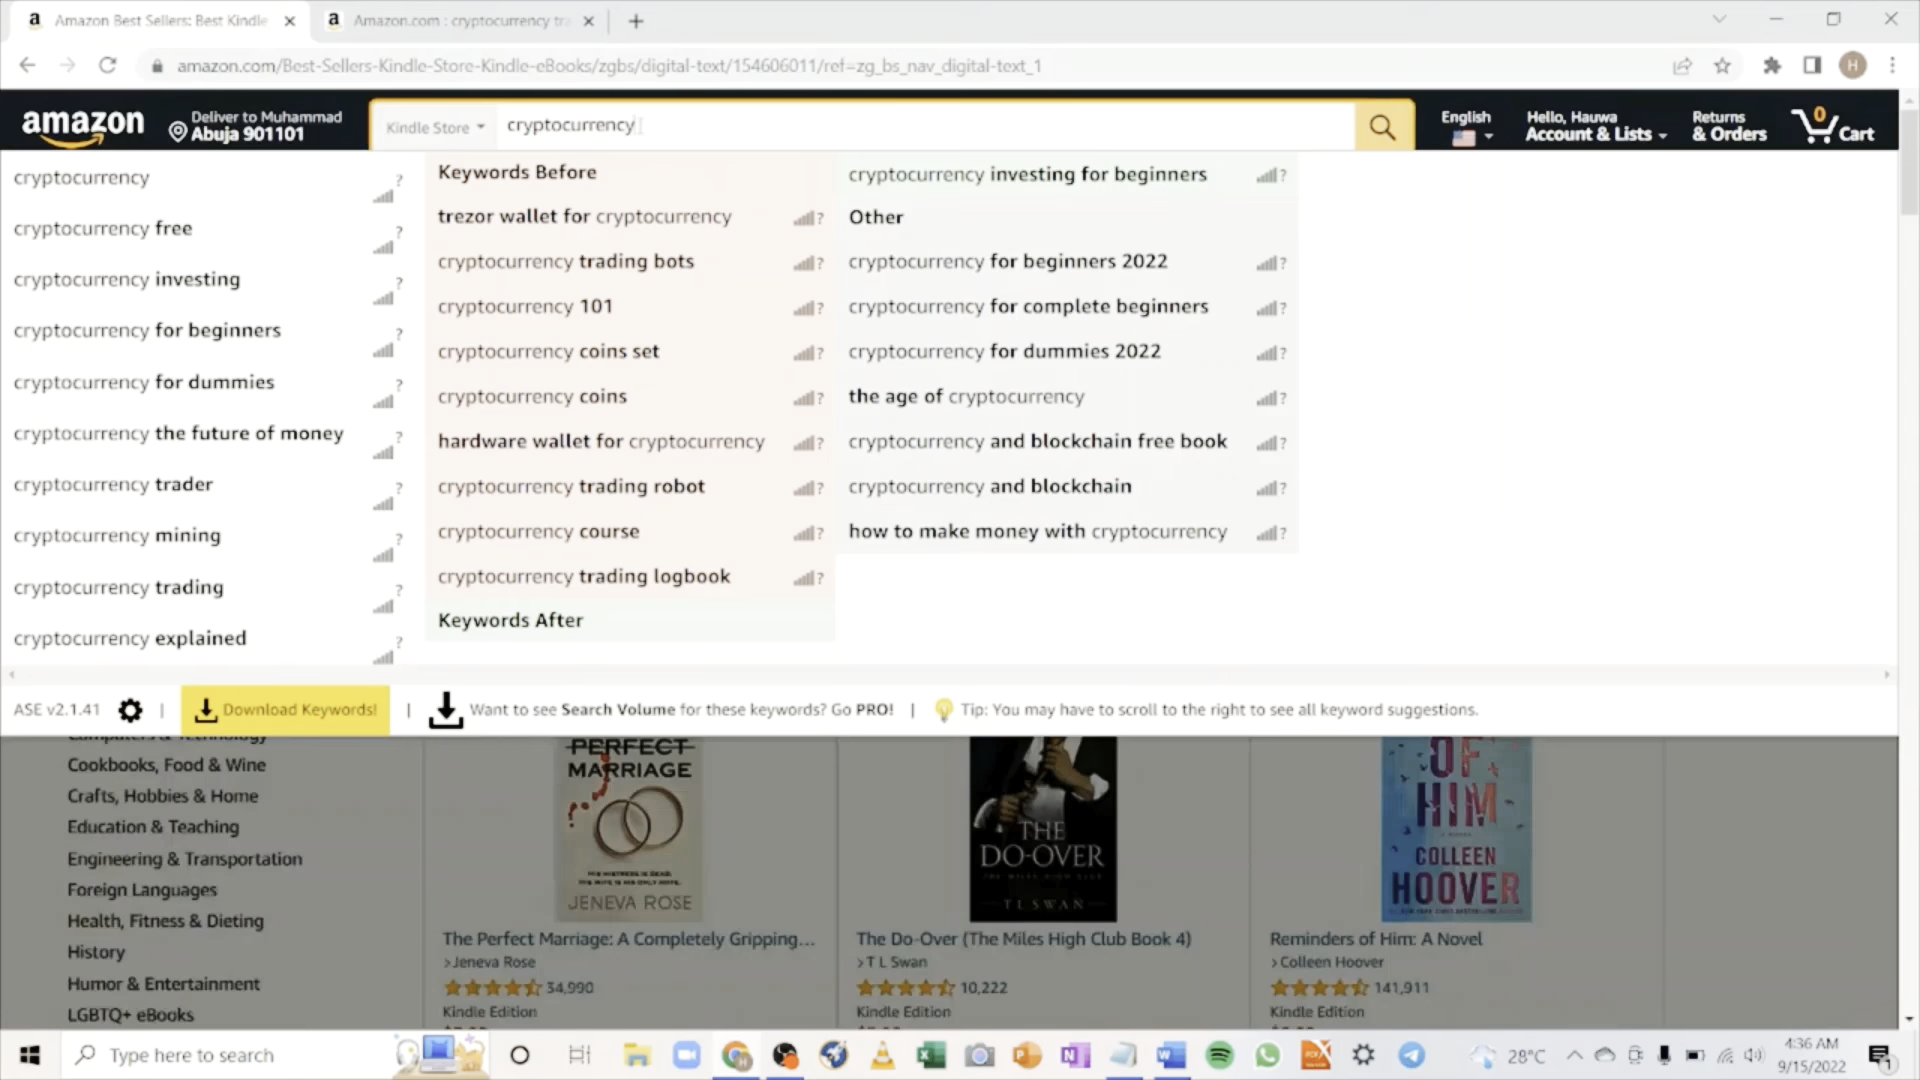 Amazon Best Sellers: Best Kindle
Amazon.com : cryptocurrency tra
amazon.com/Best-Sellers-Kindle-Store-Kindle-eBooks/zgbs/digital-text/154606011/ref=zg_bs_nav_digital-text_1
H
amazon
Deliver to Muhammad
Abuja 901101
Kindle Store
cryptocurrency
English
Hello, Hauwa
Account & Lists
Returns
& Orders
0
Cart
cryptocurrency ?
cryptocurrency free ?
cryptocurrency investing ?
cryptocurrency for beginners ?
cryptocurrency for dummies ?
cryptocurrency the future of money ?
cryptocurrency trader ?
cryptocurrency mining ?
cryptocurrency trading ?
cryptocurrency explained ?
Keywords Before
trezor wallet for cryptocurrency ?
cryptocurrency trading bots ?
cryptocurrency 101 ?
cryptocurrency coins set ?
cryptocurrency coins ?
hardware wallet for cryptocurrency ?
cryptocurrency trading robot ?
cryptocurrency course ?
cryptocurrency trading logbook ?
Keywords After
cryptocurrency investing for beginners ?
Other
cryptocurrency for beginners 2022 ?
cryptocurrency for complete beginners ?
cryptocurrency for dummies 2022 ?
the age of cryptocurrency ?
cryptocurrency and blockchain free book ?
cryptocurrency and blockchain ?
how to make money with cryptocurrency ?
ASE v2.1.41 | Download Keywords! | Want to see Search Volume for these keywords? Go PRO! | Tip: You may have to scroll to the right to see all keyword suggestions.
Computers & Technology
Cookbooks, Food & Wine
Crafts, Hobbies & Home
Education & Teaching
Engineering & Transportation
Foreign Languages
Health, Fitness & Dieting
History
Humor & Entertainment
LGBTQ+ eBooks
PERFECT
MARRIAGE
JENEVA ROSE
The Perfect Marriage: A Completely Gripping...
›Jeneva Rose
34,990
Kindle Edition
THE
DO-OVER
T L SWAN
The Do-Over (The Miles High Club Book 4)
›T L Swan
10,222
Kindle Edition
OF
HIM
COLLEEN
HOOVER
Reminders of Him: A Novel
›Colleen Hoover
141,911
Kindle Edition
Type here to search
28°C
4:36 AM
9/15/2022
1